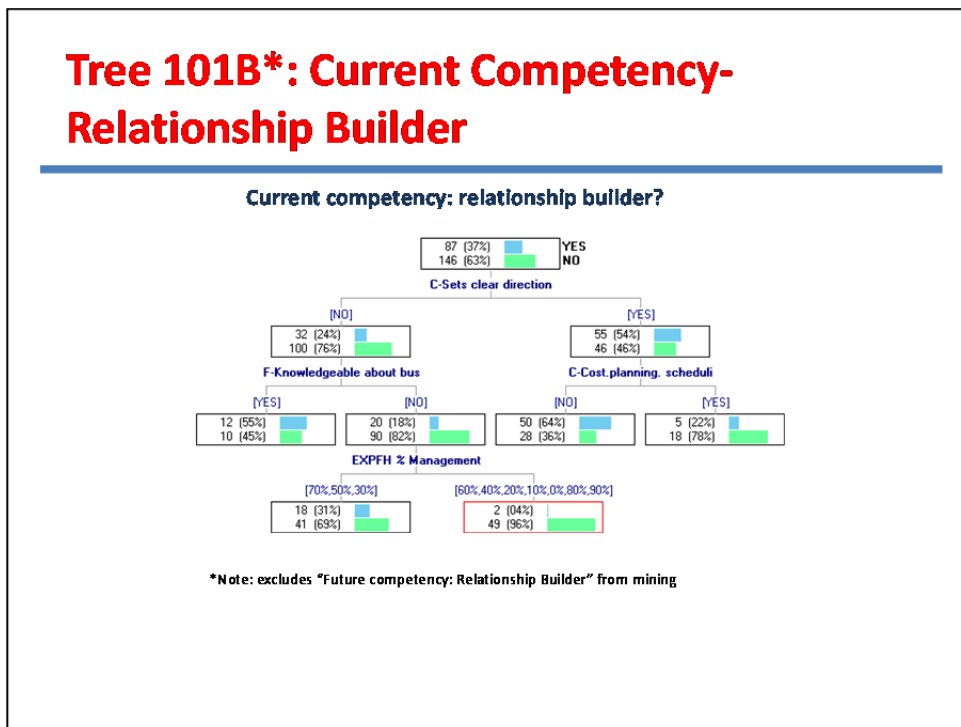 Tree 101B*: Current Competency-
Relationship Builder
Current competency: relationship builder?
87 (37%) YES
146 (63%) NO
C-Sets clear direction
[NO] [YES]
32 (24%) 55 (54%)
100 (76%) 46 (46%)
F-Knowledgeable about bus C-Cost.planning. scheduli
[YES] [NO] [NO] [YES]
12 (55%) 20 (18%) 50 (64%) 5 (22%)
10 (45%) 90 (82%) 28 (36%) 18 (78%)
EXPFH % Management
[70%,50%,30%] [60%,40%,20%,10%,0%,80%,90%]
18 (31%) 2 (04%)
41 (69%) 49 (96%)
*Note: excludes “Future competency: Relationship Builder” from mining